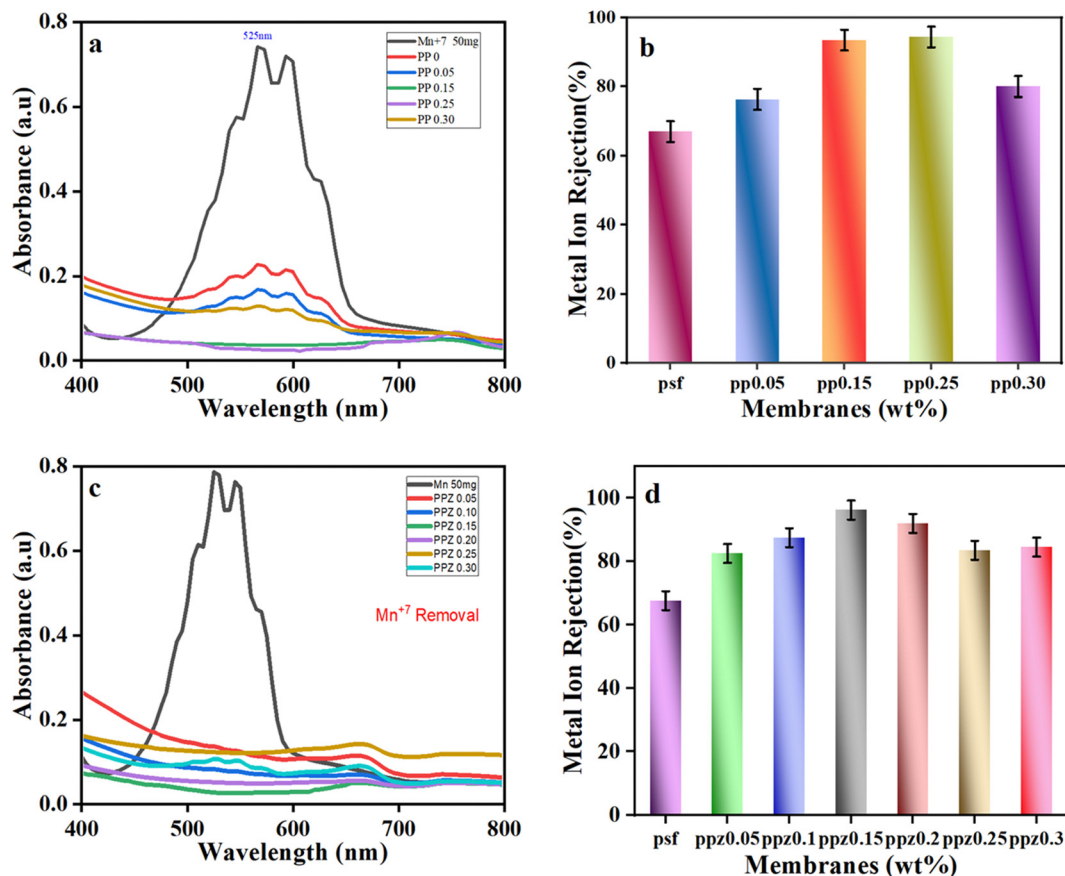 a
525nm
Mn+7 50mg
PP 0
PP 0.05
PP 0.15
PP 0.25
PP 0.30
0.8
0.6
0.4
0.2
0.0
Absorbance (a.u)
400 500 600 700 800
Wavelength (nm)
b
100
80
60
40
20
0
Metal Ion Rejection(%)
psf pp0.05 pp0.15 pp0.25 pp0.30
Membranes (wt%)
c
Mn 50mg
PPZ 0.05
PPZ 0.10
PPZ 0.15
PPZ 0.20
PPZ 0.25
PPZ 0.30
Mn+7 Removal
0.8
0.6
0.4
0.2
0.0
Absorbance (a.u)
400 500 600 700 800
Wavelength (nm)
d
100
80
60
40
20
0
Metal Ion Rejection(%)
psf ppz0.05 ppz0.1 ppz0.15 ppz0.2 ppz0.25 ppz0.3
Membranes (wt%)